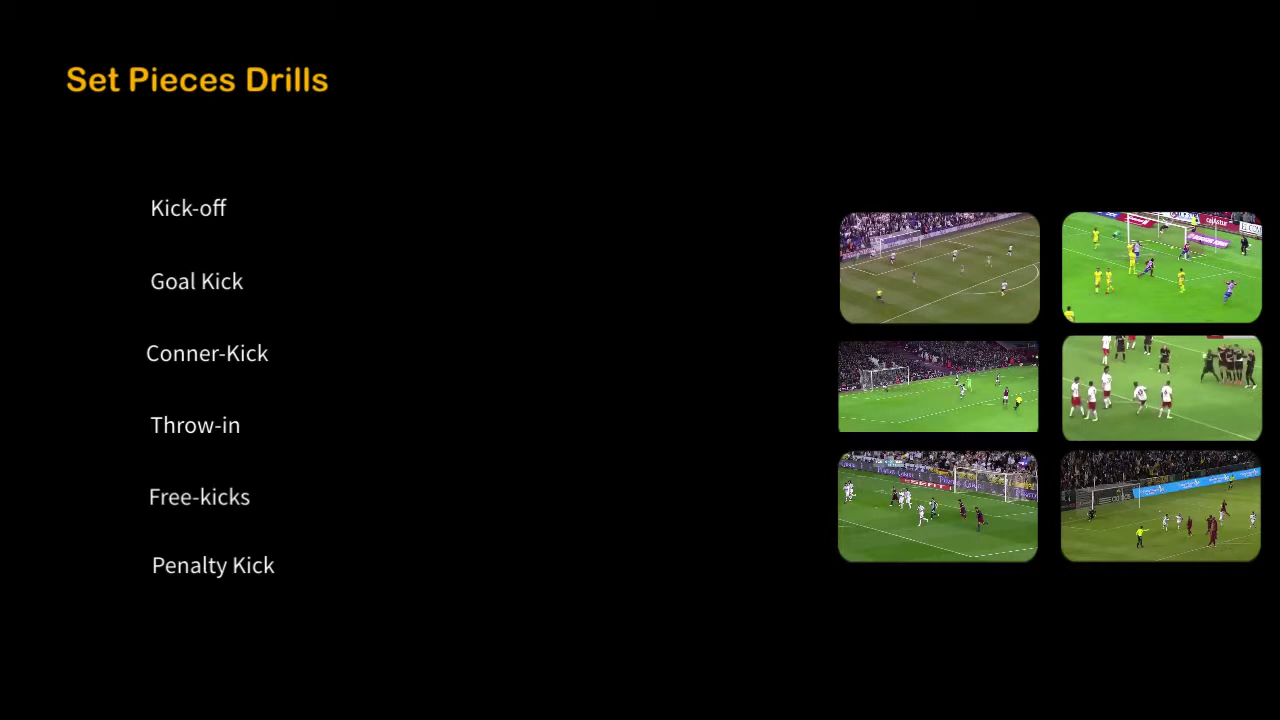 Set Pieces Drills
Kick-off
Goal Kick
Conner-Kick
Throw-in
Free-kicks
Penalty Kick